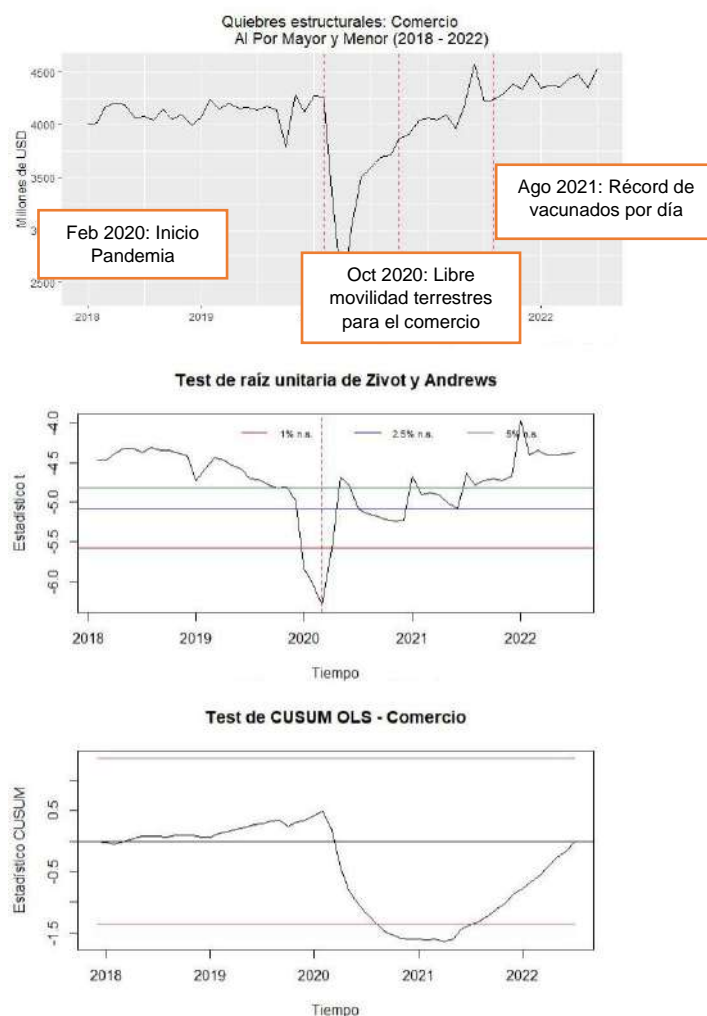 Quiebres estructurales: Comercio
Al Por Mayor y Menor (2018 - 2022)
Millones de USD
4500
4000
3500
3000
2500
Feb 2020: Inicio
Pandemia
Oct 2020: Libre
movilidad terrestres
para el comercio
Ago 2021: Récord de
vacunados por día
2018 2019 2022
Test de raíz unitaria de Zivot y Andrews
Estadístico t
-4.0
-4.5
-5.0
-5.5
-6.0
1% n.s. 2.5% n.s. 5% n.s.
2018 2019 2020 2021 2022
Tiempo
Test de CUSUM OLS - Comercio
Estadístico CUSUM
0.5
-0.5
-1.5
2018 2019 2020 2021 2022
Tiempo